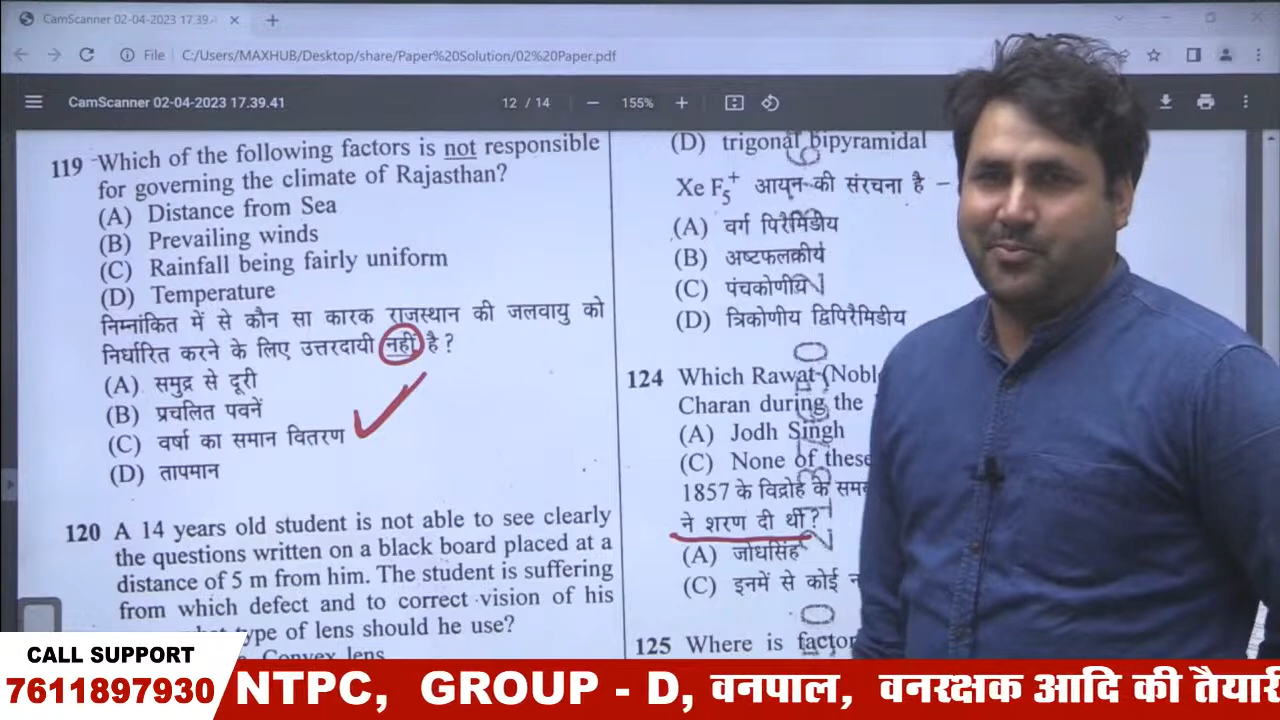 CamScanner 02-04-2023 17.39.4
File C:/Users/MAXHUB/Desktop/share/Paper%20Solution/02%20Paper.pdf
CamScanner 02-04-2023 17.39.41
12 / 14
155%
119 Which of the following factors is not responsible
for governing the climate of Rajasthan?
(A) Distance from Sea
(B) Prevailing winds
(C) Rainfall being fairly uniform
(D) Temperature
निम्नांकित में से कौन सा कारक राजस्थान की जलवायु को
निर्धारित करने के लिए उत्तरदायी नहीं है?
(A) समुद्र से दूरी
(B) प्रचलित पवनें
(C) वर्षा का समान वितरण
(D) तापमान
120 A 14 years old student is not able to see clearly
the questions written on a black board placed at a
distance of 5 m from him. The student is suffering
from which defect and to correct vision of his
type of lens should he use?
Convex lens
(D) trigonal bipyramidal
Xe F5+ आयन की संरचना है –
(A) वर्ग पिरैमिडीय
(B) अष्टफलकीय
(C) पंचकोणीय
(D) त्रिकोणीय द्विपिरैमिडीय
124 Which Rawat (Nobl
Charan during the
(A) Jodh Singh
(C) None of these
1857 के विद्रोह के सम
ने शरण दी थी?
(A) जोधसिंह
(C) इनमें से कोई
125 Where is factor
CALL SUPPORT
7611897930
NTPC, GROUP - D, वनपाल, वनरक्षक आदि की तैयारी